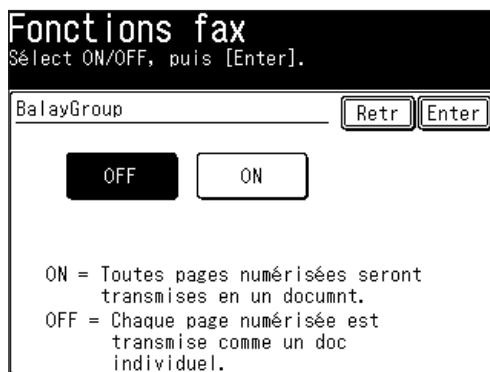 Fonctions fax
Sélect ON/OFF, puis [Enter].
BalayGroup Retr Enter
OFF ON
ON = Toutes pages numérisées seront
transmises en un documnt.
OFF = Chaque page numérisée est
transmise comme un doc
individuel.